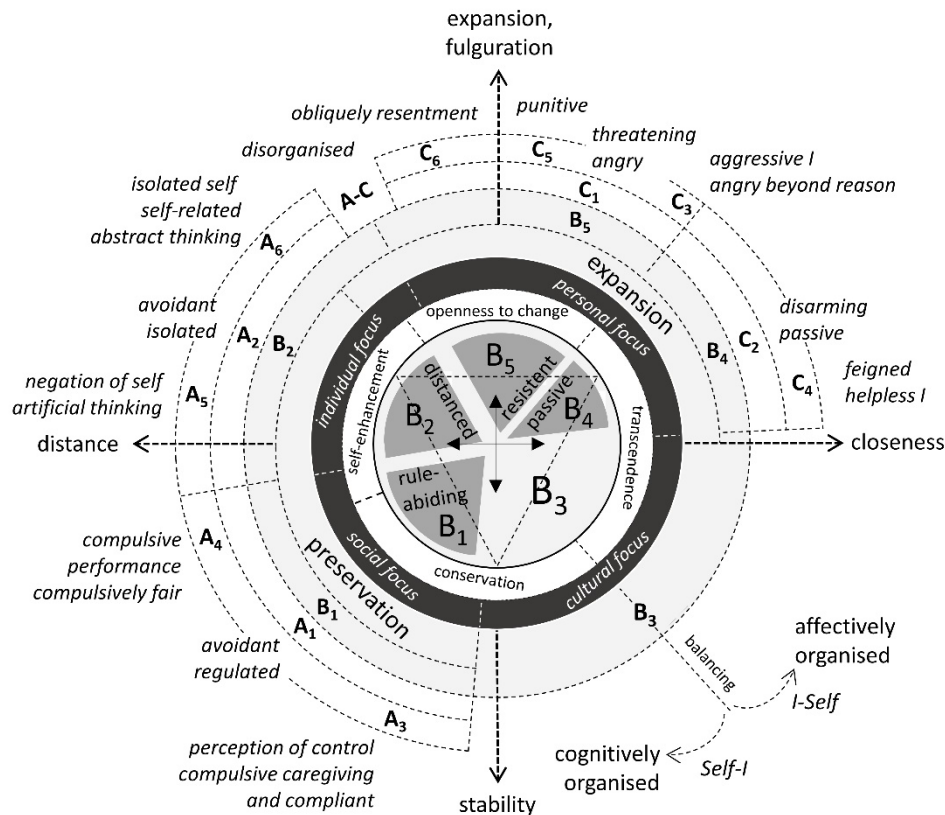 expansion,
fulguration
obliquely resentment
punitive
disorganised
threatening
angry
aggressive I
angry beyond reason
isolated self
self-related
abstract thinking
A-C
C6
C5
C3
C1
B5
A6
expansion
avoidant
isolated
individual focus
personal focus
openness to change
disarming
passive
A2
B2
B4
C2
C4
feigned
helpless I
negation of self
artificial thinking
A5
self-enhancement
transcendence
B5
distanced
resistent
passive
B2
B4
distance
closeness
rule-
abiding
B1
B3
A4
compulsive
performance
compulsively fair
social focus
conservation
cultural focus
preservation
B1
A1
B3
avoidant
regulated
balancing
affectively
organised
I-Self
A3
perception of control
compulsive caregiving
and compliant
cognitively
organised
Self-I
stability